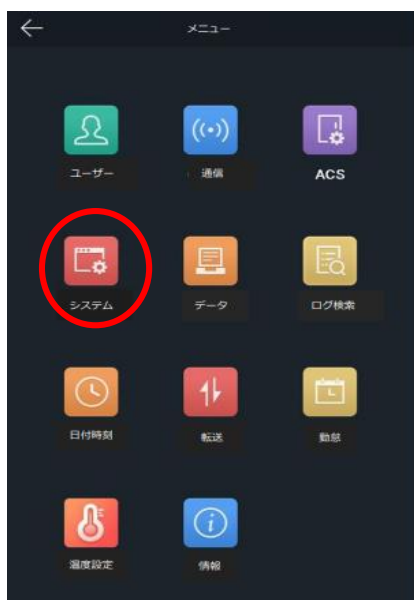 メニュー
ユーザー
通信
ACS
システム
データ
ログ検索
日付時刻
転送
勤怠
温度設定
情報